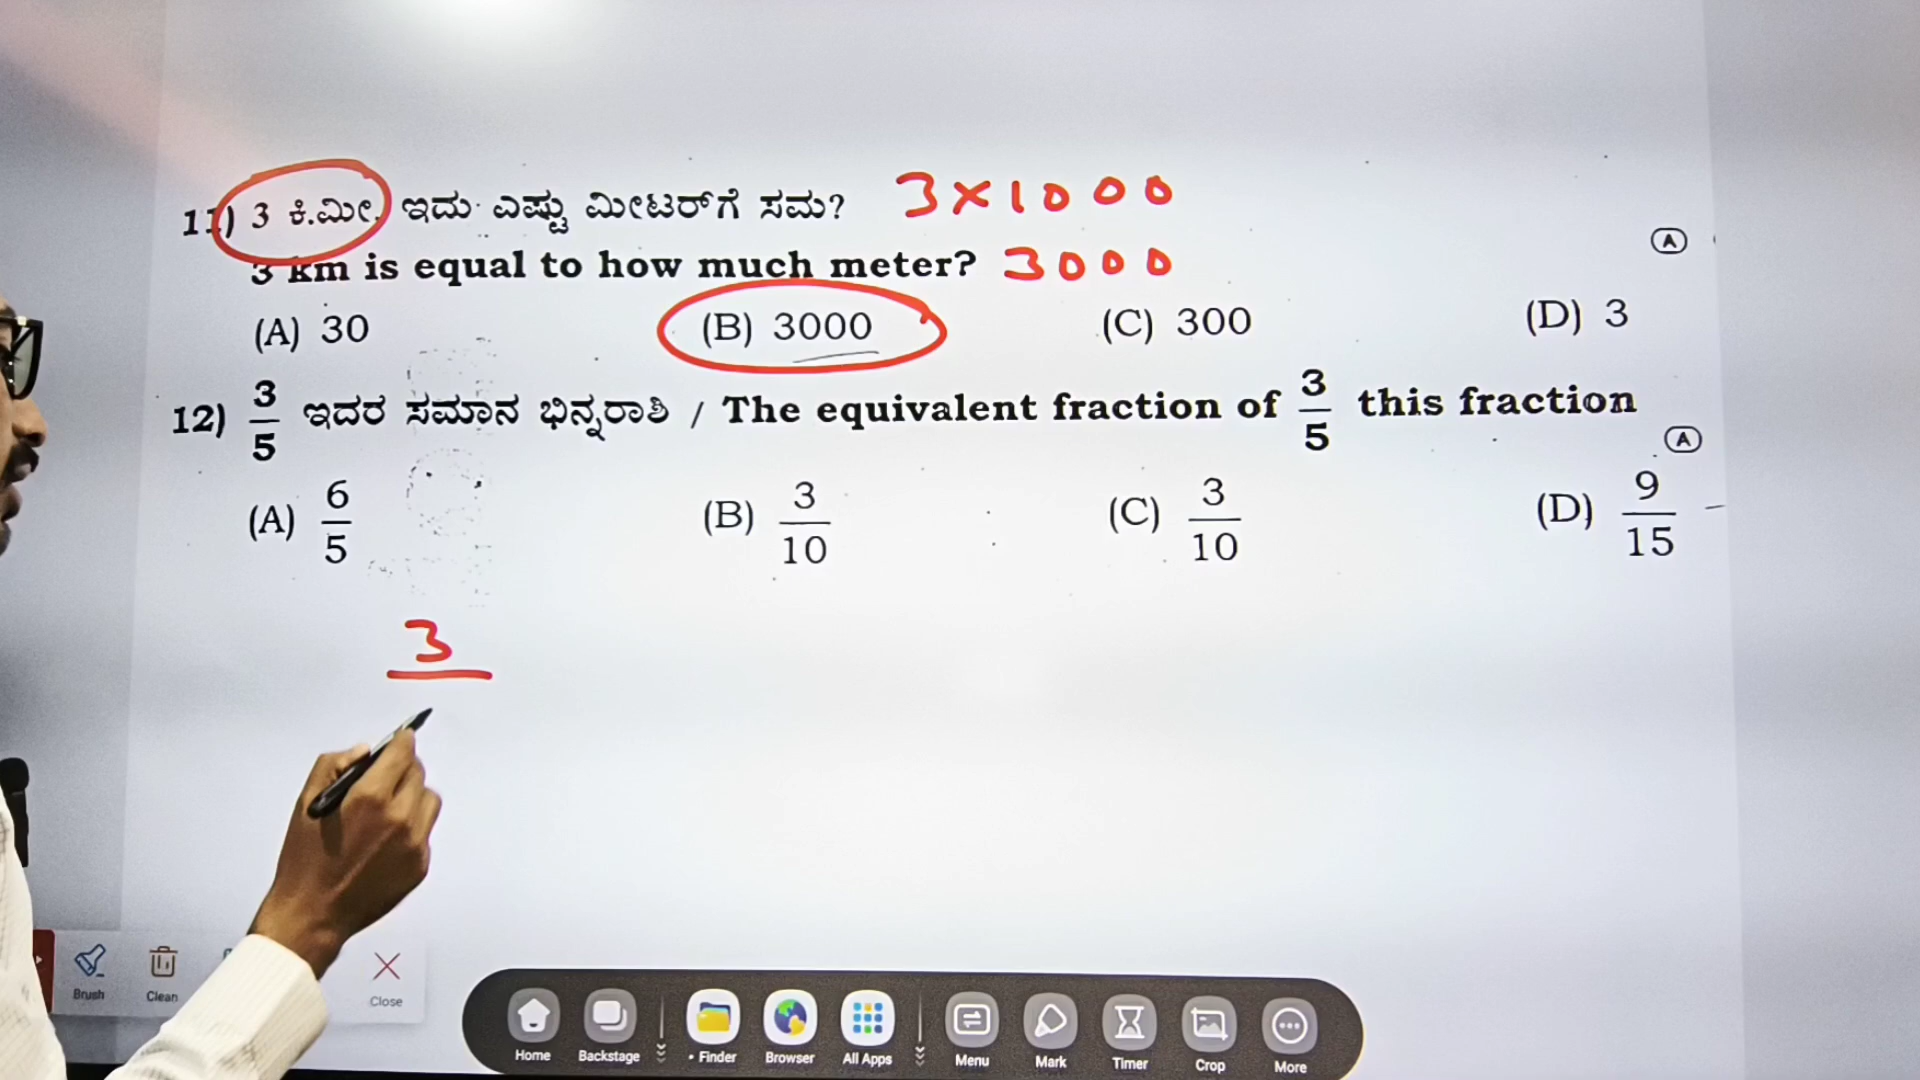 11) 3 ಕಿ.ಮೀ. ಇದು ಎಷ್ಟು ಮೀಟರ್‌ಗೆ ಸಮ? 3×1000
Ⓐ
3 km is equal to how much meter? 3000
(A) 30 (B) 3000 (C) 300 (D) 3
12) 3/5 ಇದರ ಸಮಾನ ಭಿನ್ನರಾಶಿ / The equivalent fraction of 3/5 this fraction
Ⓐ
(A) 6/5 (B) 3/10 (C) 3/10 (D) 9/15
3
Brush Clean Close
Home Backstage • Finder Browser All Apps Menu Mark Timer Crop More